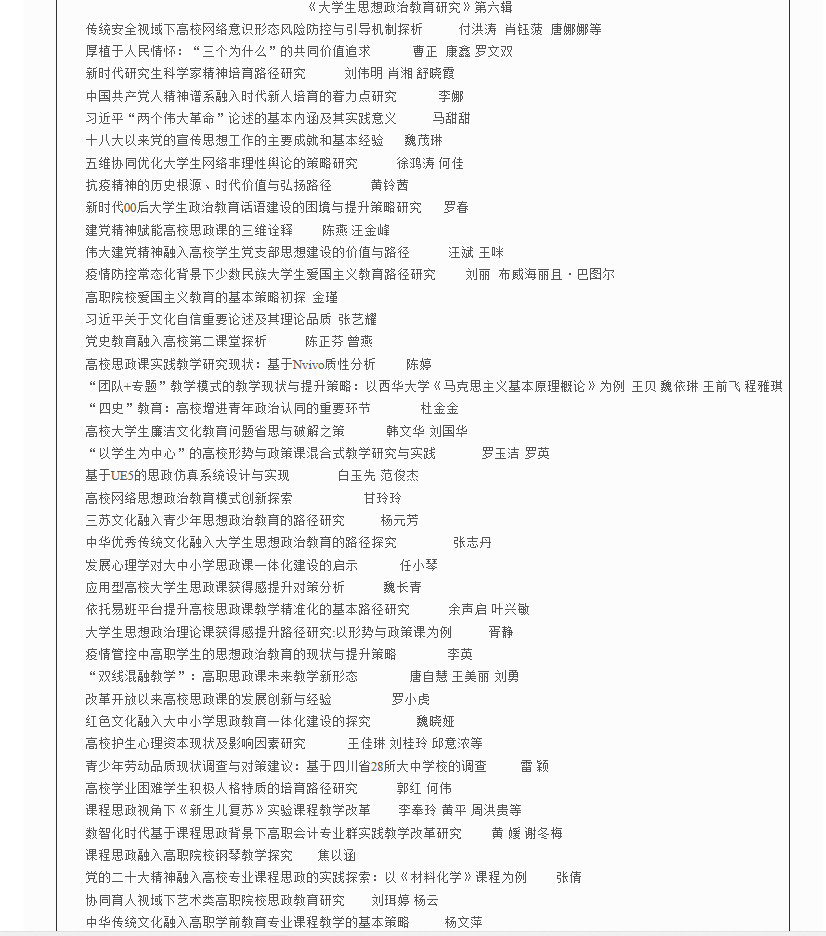 《大学生思想政治教育研究》第六辑
传统安全视域下高校网络意识形态风险防控与引导机制探析 付洪涛 肖钰菠 唐娜娜等
厚植于人民情怀：“三个为什么”的共同价值追求 曹正 康鑫 罗文双
新时代研究生科学家精神培育路径研究 刘伟明 肖湘 舒晓霞
中国共产党人精神谱系融入时代新人培育的着力点研究 李娜
习近平“两个伟大革命”论述的基本内涵及其实践意义 马甜甜
十八大以来党的宣传思想工作的主要成就和基本经验 魏茂琳
五维协同优化大学生网络非理性舆论的策略研究 徐鸿涛 何佳
抗疫精神的历史根源、时代价值与弘扬路径 黄铃茜
新时代00后大学生政治教育话语建设的困境与提升策略研究 罗春
建党精神赋能高校思政课的三维诠释 陈燕 汪金峰
伟大建党精神融入高校学生党支部思想建设的价值与路径 汪斌 王咪
疫情防控常态化背景下少数民族大学生爱国主义教育路径研究 刘丽 布威海丽且·巴图尔
高职院校爱国主义教育的基本策略初探 金瑾
习近平关于文化自信重要论述及其理论品质 张艺耀
党史教育融入高校第二课堂探析 陈正芬 曾燕
高校思政课实践教学研究现状：基于Nvivo质性分析 陈婷
“团队+专题”教学模式的教学现状与提升策略：以西华大学《马克思主义基本原理概论》为例 王贝 魏依琳 王前飞 程雅琪
“四史”教育：高校增进青年政治认同的重要环节 杜金金
高校大学生廉洁文化教育问题省思与破解之策 韩文华 刘国华
“以学生为中心”的高校形势与政策课混合式教学研究与实践 罗玉洁 罗英
基于UE5的思政仿真系统设计与实现 白玉先 范俊杰
高校网络思想政治教育模式创新探索 甘玲玲
三苏文化融入青少年思想政治教育的路径研究 杨元芳
中华优秀传统文化融入大学生思想政治教育的路径探究 张志丹
发展心理学对大中小学思政课一体化建设的启示 任小琴
应用型高校大学生思政课获得感提升对策分析 魏长青
依托易班平台提升高校思政课教学精准化的基本路径研究 余声启 叶兴敏
大学生思想政治理论课获得感提升路径研究:以形势与政策课为例 胥静
疫情管控中高职学生的思想政治教育的现状与提升策略 李英
“双线混融教学”：高职思政课未来教学新形态 唐自慧 王美丽 刘勇
改革开放以来高校思政课的发展创新与经验 罗小虎
红色文化融入大中小学思政教育一体化建设的探究 魏晓娅
高校护生心理资本现状及影响因素研究 王佳琳 刘桂玲 邱意浓等
青少年劳动品质现状调查与对策建议：基于四川省28所大中学校的调查 雷 颖
高校学业困难学生积极人格特质的培育路径研究 郭红 何伟
课程思政视角下《新生儿复苏》实验课程教学改革 李奉玲 黄平 周洪贵等
数智化时代基于课程思政背景下高职会计专业群实践教学改革研究 黄 媛 谢冬梅
课程思政融入高职院校钢琴教学探究 焦以涵
党的二十大精神融入高校专业课程思政的实践探索：以《材料化学》课程为例 张倩
协同育人视域下艺术类高职院校思政教育研究 刘珥婷 杨云
中华传统文化融入高职学前教育专业课程教学的基本策略 杨文萍